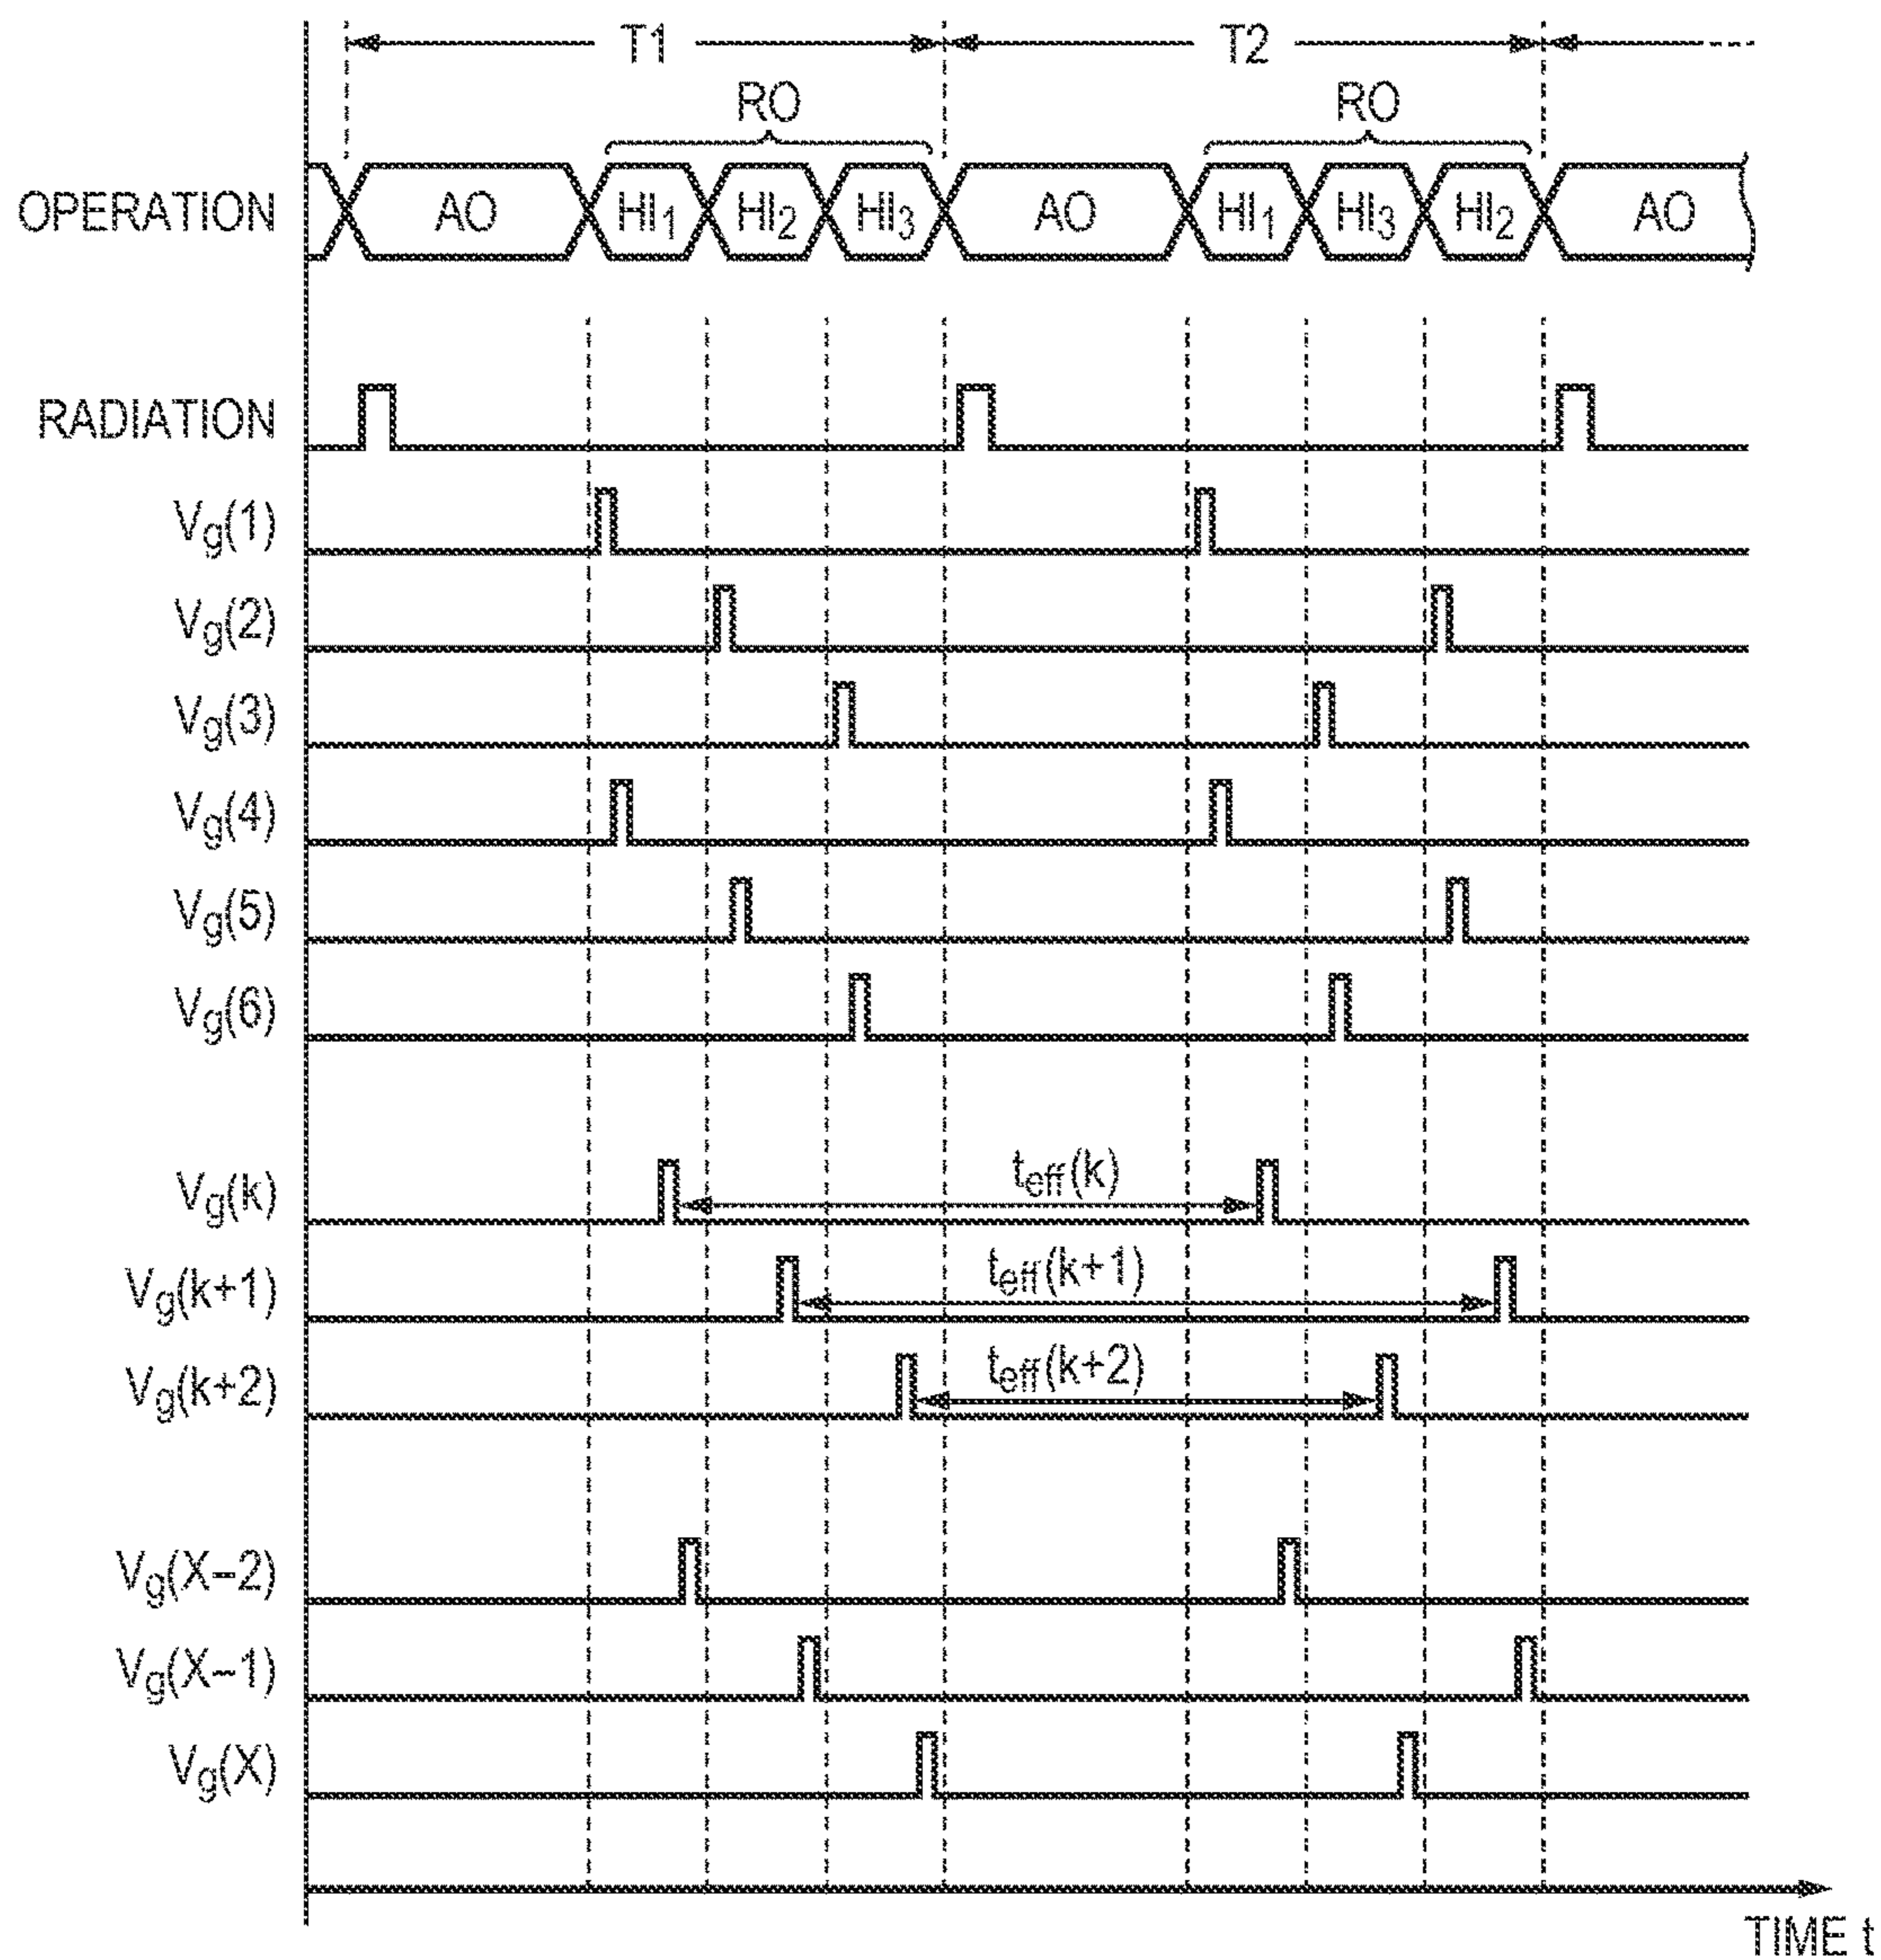 T1 T2
RO RO
OPERATION AO HI1 HI2 HI3 AO HI1 HI3 HI2 AO
RADIATION
Vg(1)
Vg(2)
Vg(3)
Vg(4)
Vg(5)
Vg(6)
Vg(k) teff(k)
Vg(k+1) teff(k+1)
Vg(k+2) teff(k+2)
Vg(X−2)
Vg(X−1)
Vg(X)
TIME t